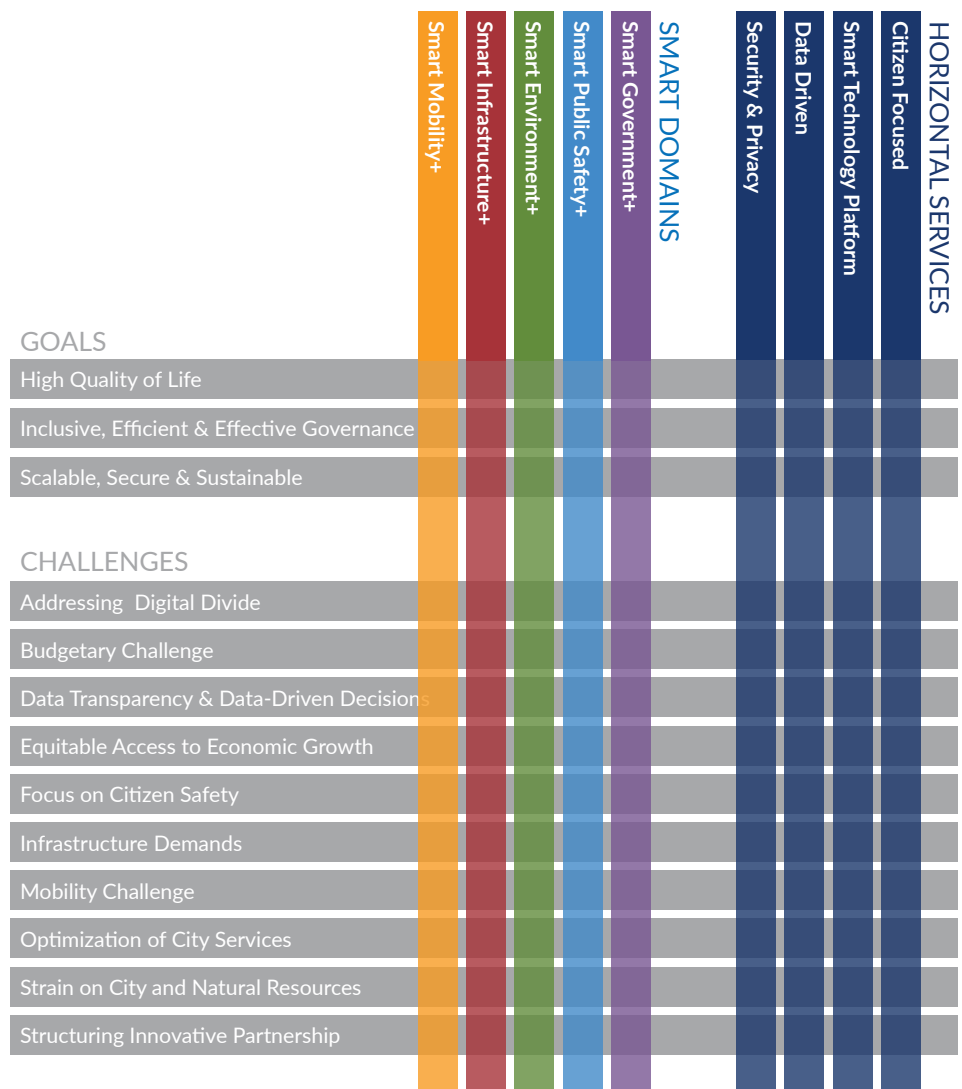 Smart Mobility+
Smart Infrastructure+
Smart Environment+
Smart Public Safety+
Smart Government+
SMART DOMAINS
Security & Privacy
Data Driven
Smart Technology Platform
Citizen Focused
HORIZONTAL SERVICES
GOALS
High Quality of Life
Inclusive, Efficient & Effective Governance
Scalable, Secure & Sustainable
CHALLENGES
Addressing  Digital Divide
Budgetary Challenge
Data Transparency & Data-Driven Decisions
Equitable Access to Economic Growth
Focus on Citizen Safety
Infrastructure Demands
Mobility Challenge
Optimization of City Services
Strain on City and Natural Resources
Structuring Innovative Partnership